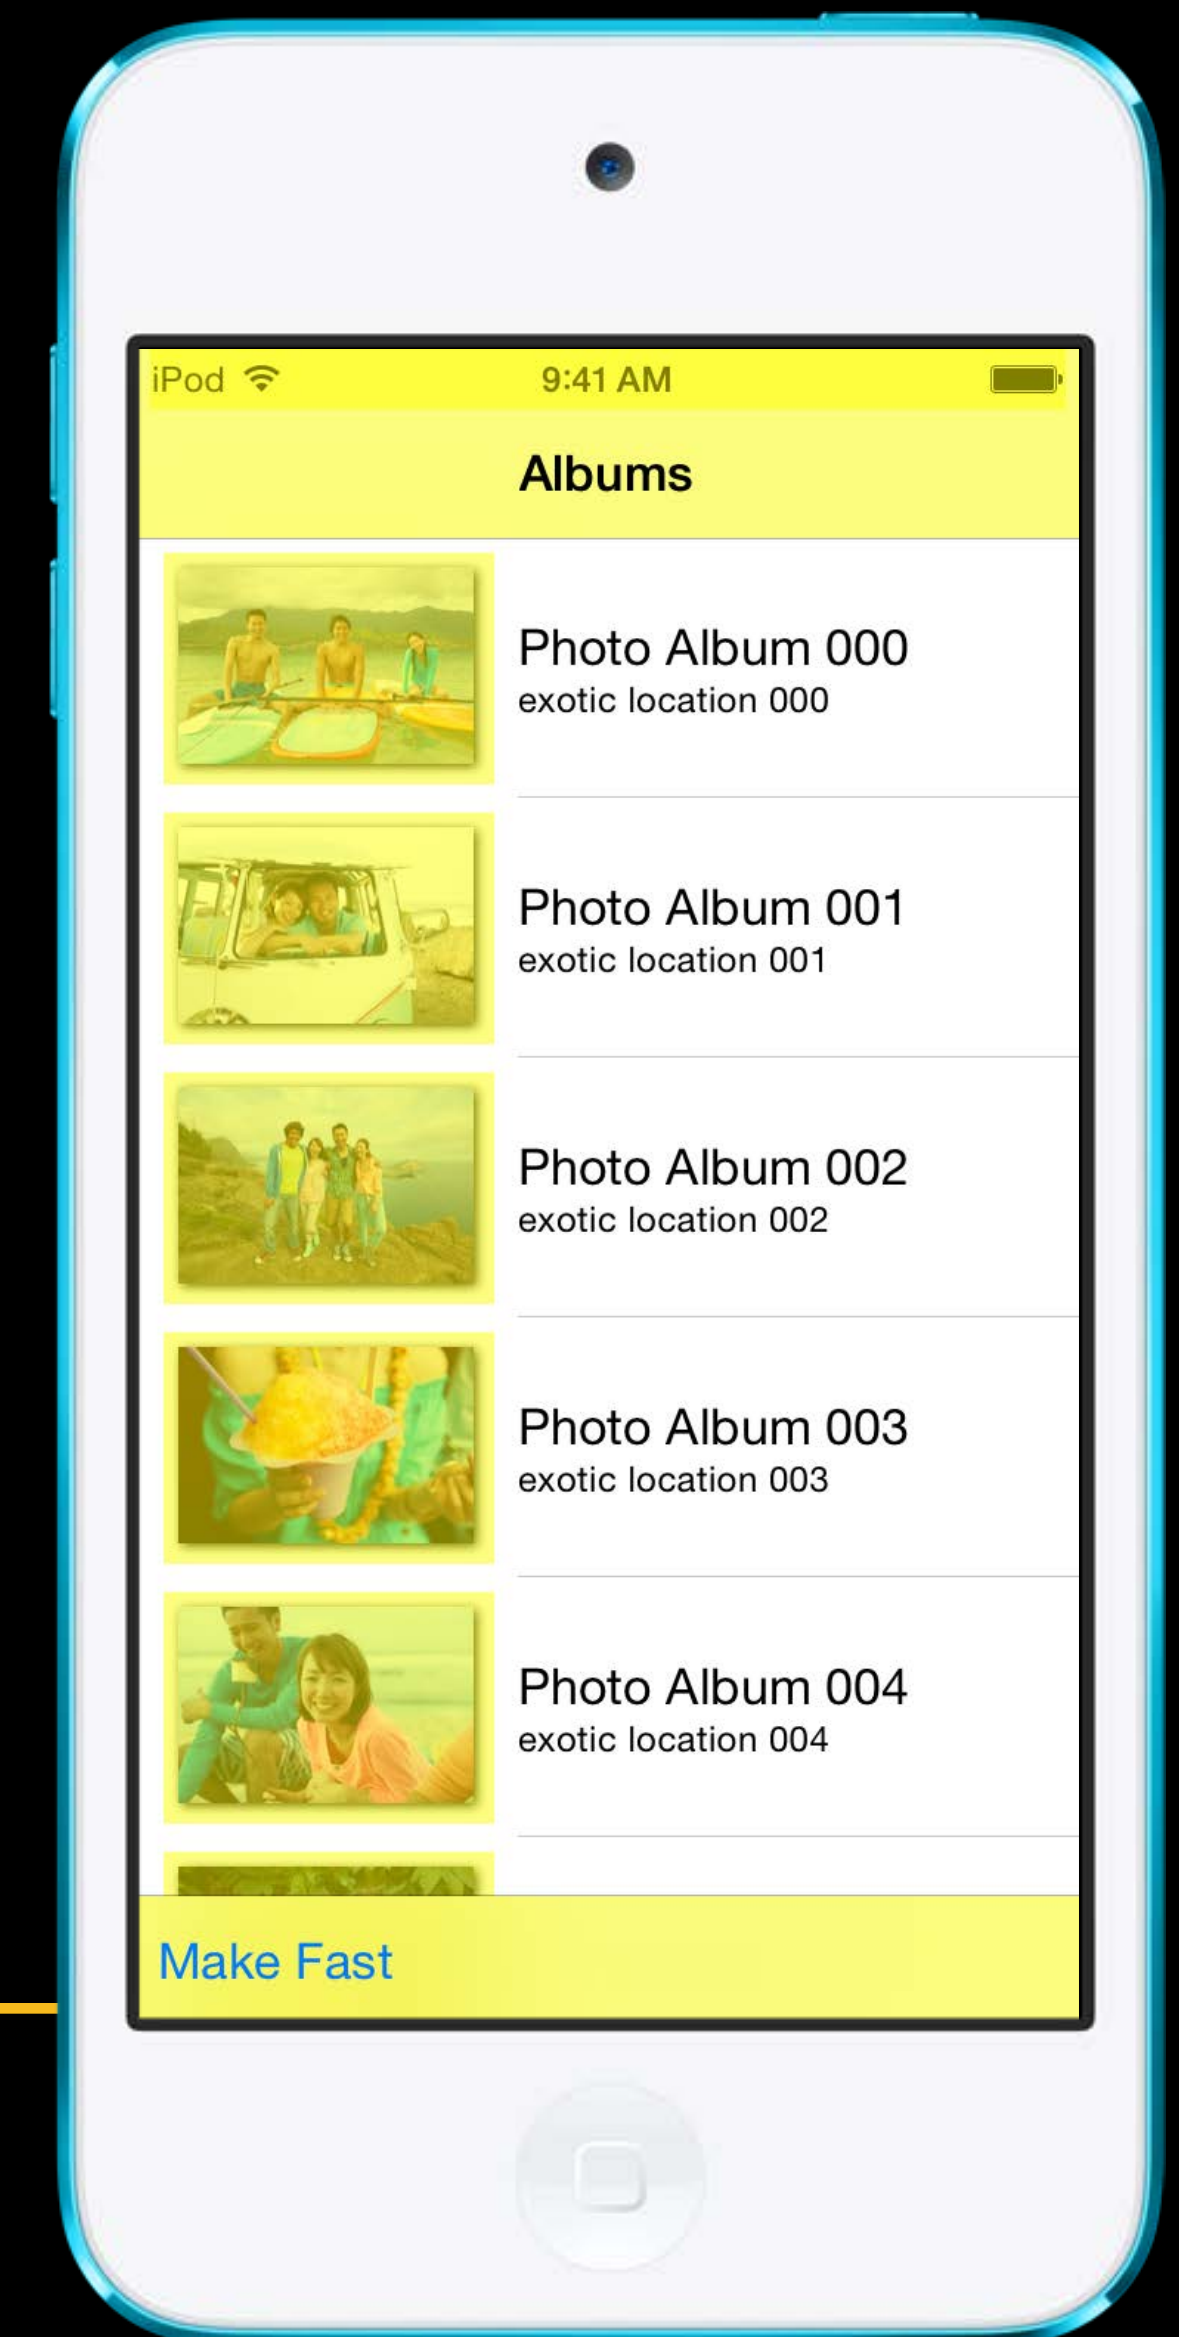 iPod
9:41 AM
Albums
Photo Album 000
exotic location 000
Photo Album 001
exotic location 001
Photo Album 002
exotic location 002
Photo Album 003
exotic location 003
Photo Album 004
exotic location 004
Make Fast